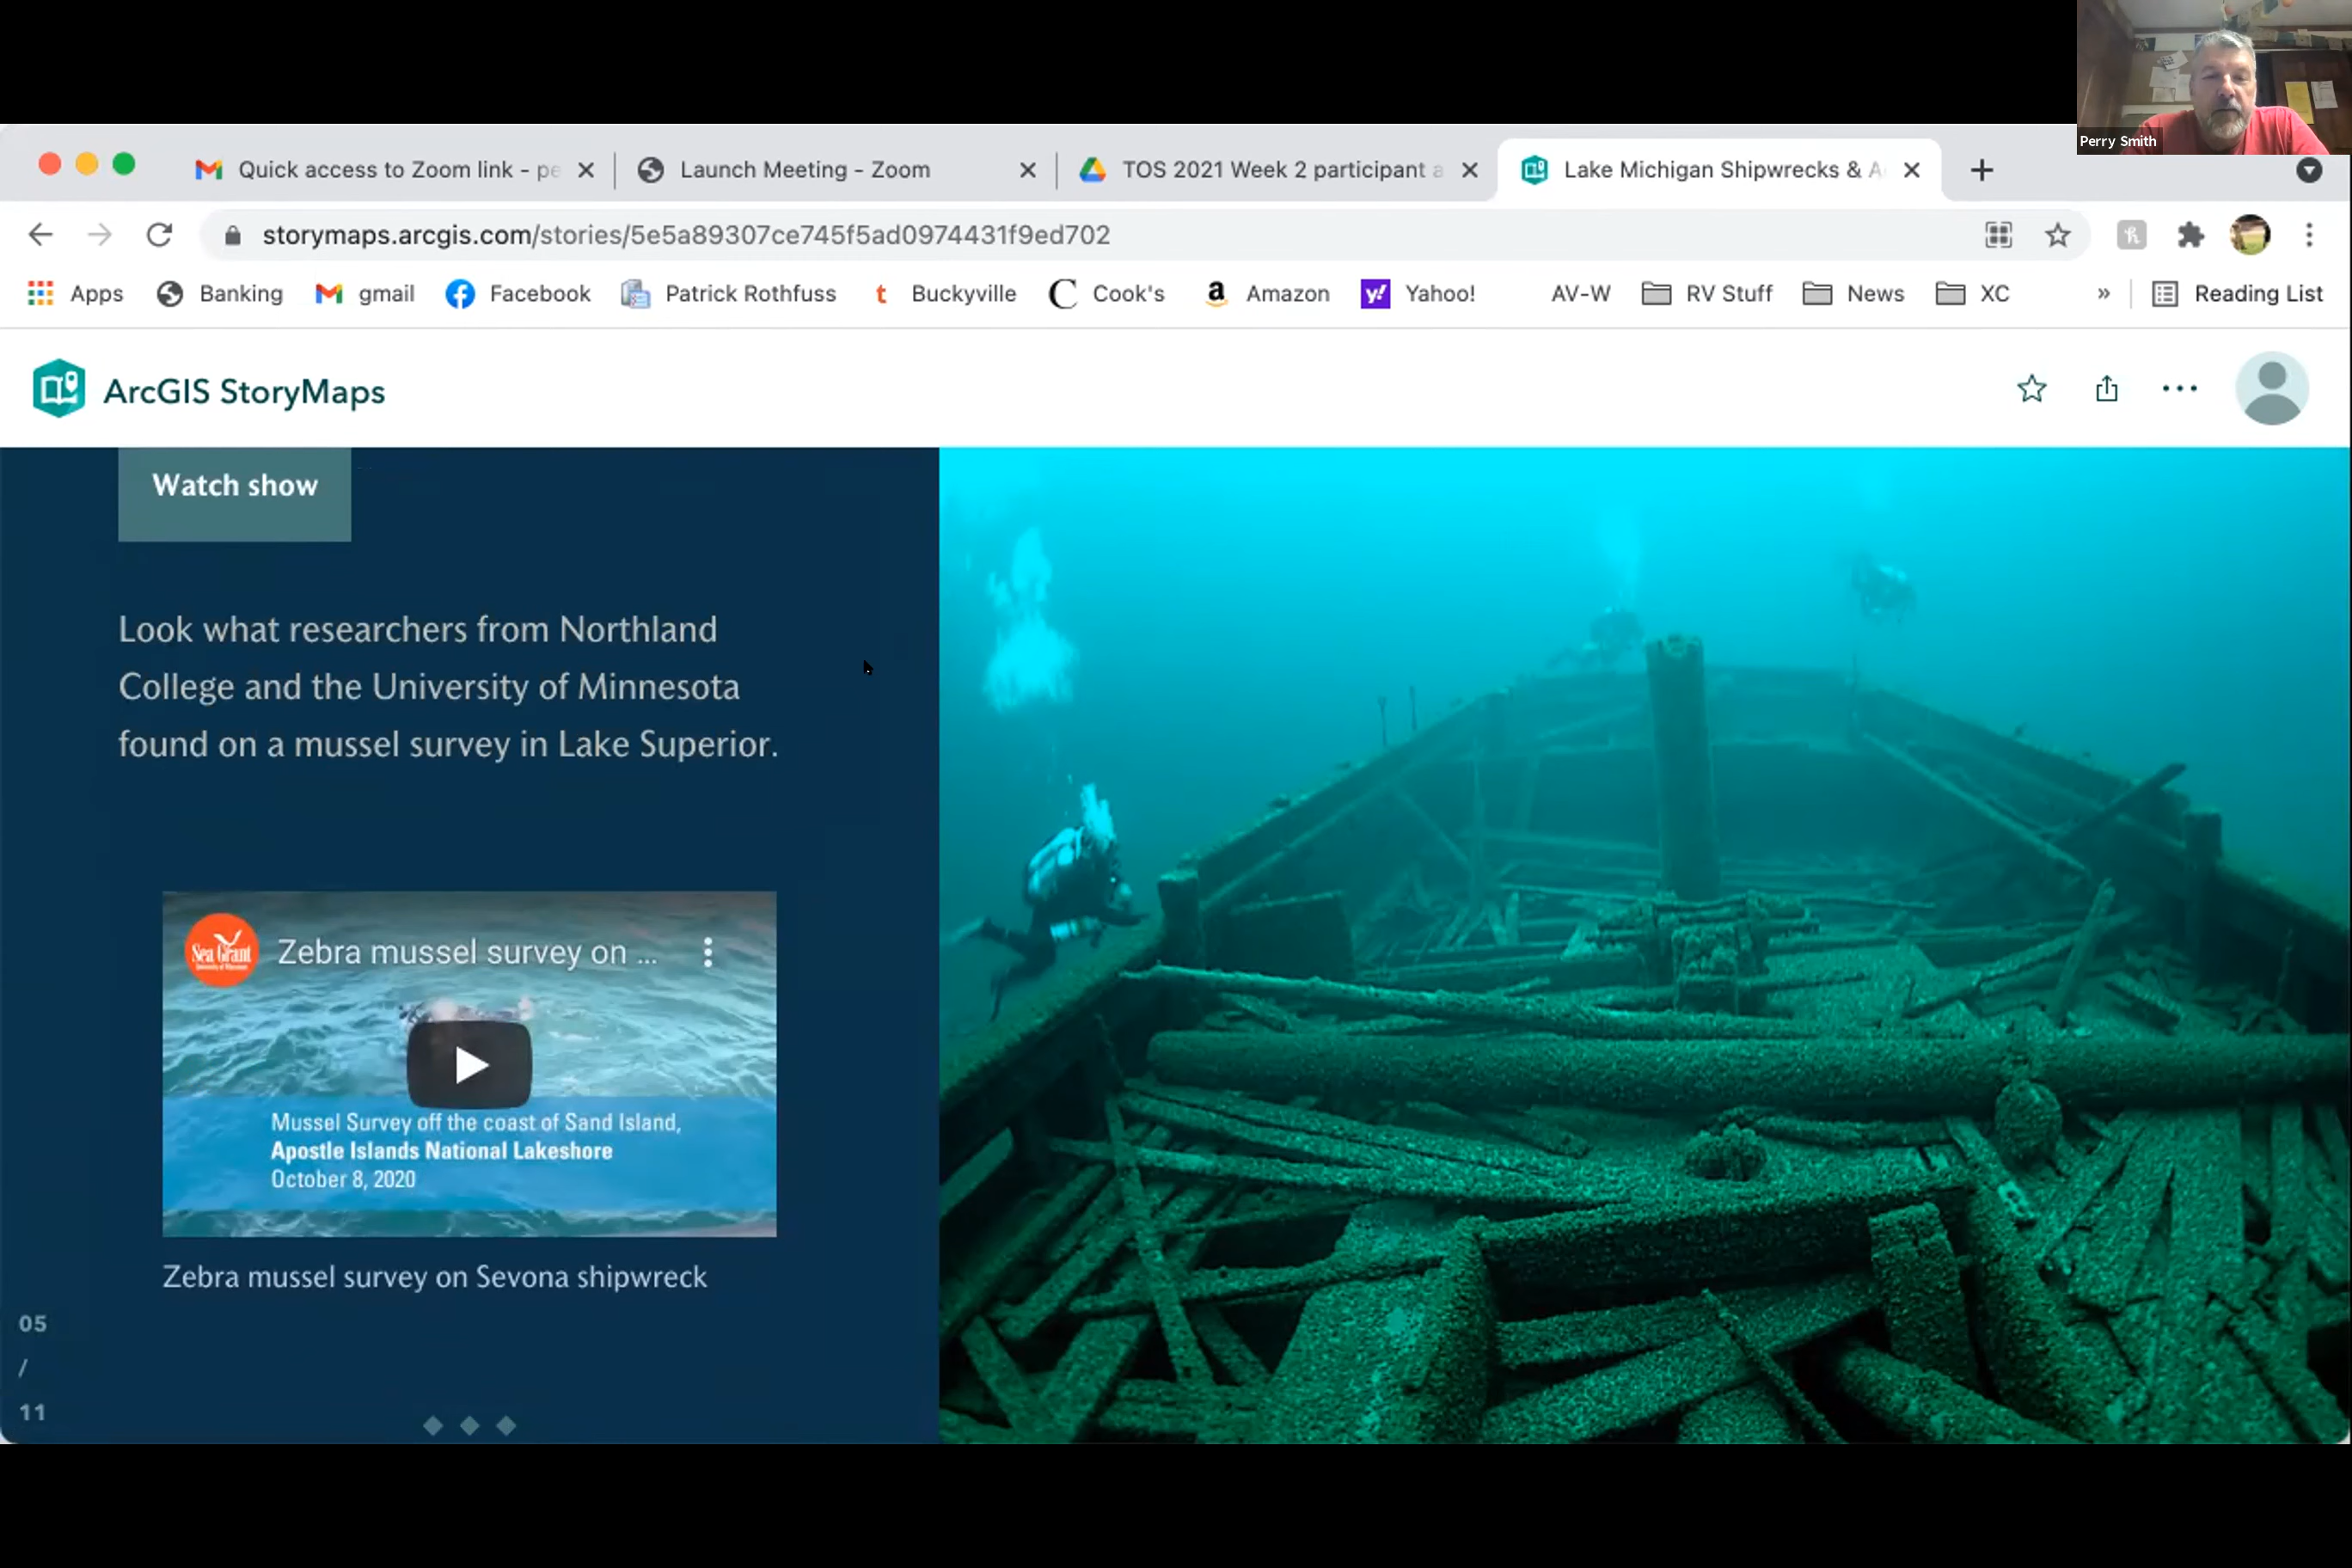 Perry Smith
Quick access to Zoom link - pe
Launch Meeting - Zoom
TOS 2021 Week 2 participant a
Lake Michigan Shipwrecks & A
storymaps.arcgis.com/stories/5e5a89307ce745f5ad0974431f9ed702
Apps Banking gmail Facebook Patrick Rothfuss Buckyville Cook's Amazon Yahoo! AV-W RV Stuff News XC » Reading List
ArcGIS StoryMaps
Watch show
Look what researchers from Northland
College and the University of Minnesota
found on a mussel survey in Lake Superior.
Sea Grant
Zebra mussel survey on ...
Mussel Survey off the coast of Sand Island,
Apostle Islands National Lakeshore
October 8, 2020
Zebra mussel survey on Sevona shipwreck
05
/
11